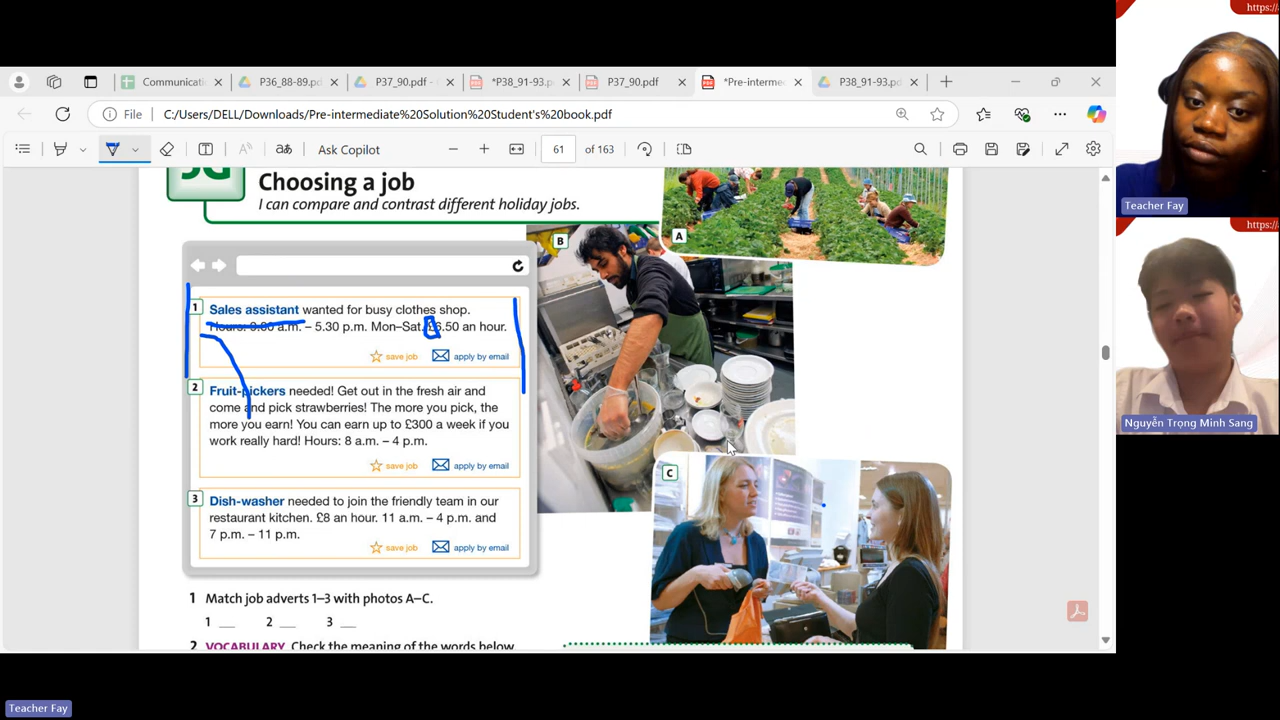 https://
Communicati
P36_88-89.pd
P37_90.pdf - G
*P38_91-93.p
P37_90.pdf
*Pre-interme
P38_91-93.pd
File
C:/Users/DELL/Downloads/Pre-intermediate%20Solution%20Student's%20book.pdf
Ask Copilot
61 of 163
Choosing a job
I can compare and contrast different holiday jobs.
A
B
1 Sales assistant wanted for busy clothes shop.
Hours: 9.00 a.m. – 5.30 p.m. Mon–Sat. £6.50 an hour.
save job apply by email
2 Fruit-pickers needed! Get out in the fresh air and
come and pick strawberries! The more you pick, the
more you earn! You can earn up to £300 a week if you
work really hard! Hours: 8 a.m. – 4 p.m.
save job apply by email
3 Dish-washer needed to join the friendly team in our
restaurant kitchen. £8 an hour. 11 a.m. – 4 p.m. and
7 p.m. – 11 p.m.
save job apply by email
C
1 Match job adverts 1–3 with photos A–C.
1 __ 2 __ 3 __
2 VOCABULARY Check the meaning of the words below
Teacher Fay
https://
Nguyễn Trọng Minh Sang
Teacher Fay